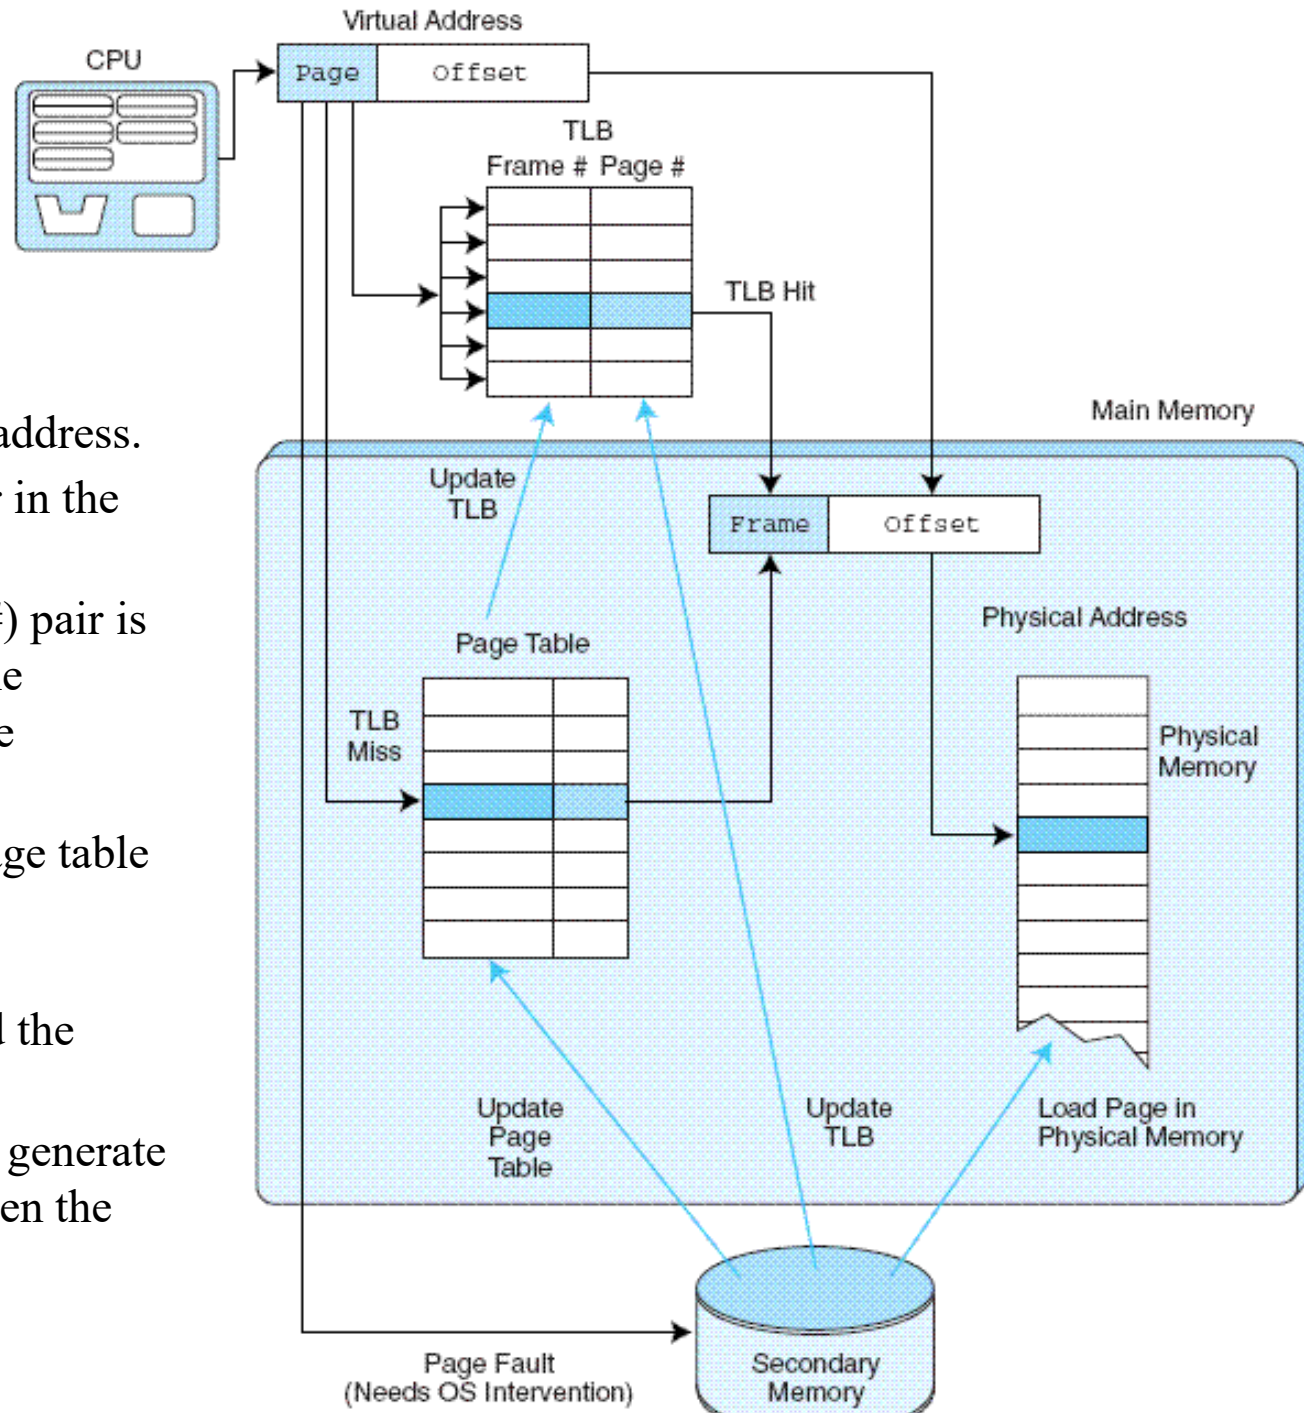 Virtual Address
CPU
Page
Offset
TLB
Frame # Page #
TLB Hit
address.
Main Memory
r in the
Update
TLB
Frame
Offset
) pair is
Physical Address
Page Table
e
TLB
Miss
e
Physical
Memory
age table
the
Update
Page
Table
Update
TLB
Load Page in
Physical Memory
generate
en the
Page Fault
(Needs OS Intervention)
Secondary
Memory